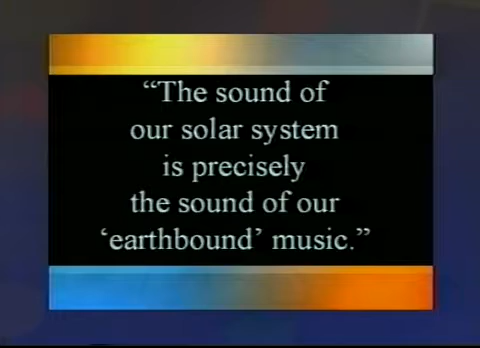 “The sound of
our solar system
is precisely
the sound of our
‘earthbound’ music.”